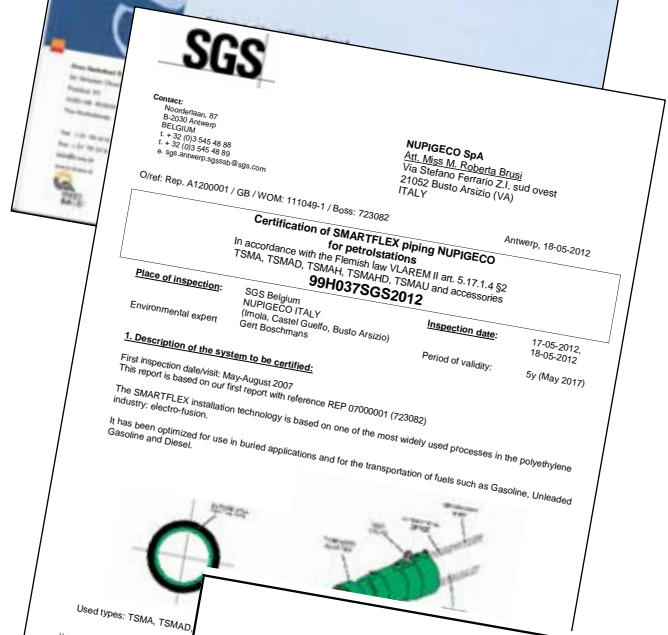 SGS
Contact:
Noorderlaan, 87
B-2030 Antwerp
BELGIUM
t. + 32 (0)3 545 48 88
t. + 32 (0)3 545 48 89
e- sgs.antwerp.sgsssb@sgs.com
NUPIGECO SpA
Att. Miss M. Roberta Brusi
Via Stefano Ferrario Z.I. sud ovest
21052 Busto Arsizio (VA)
ITALY
O/ref: Rep. A1200001 / GB / WOM: 111049-1 / Boss: 723082
Antwerp, 18-05-2012
Certification of SMARTFLEX piping NUPIGECO
for petrolstations
In accordance with the Flemish law VLAREM II art. 5.17.1.4 §2
TSMA, TSMAD, TSMAH, TSMAHD, TSMAU and accessories
99H037SGS2012
Place of inspection:
SGS Belgium
NUPIGECO ITALY
(Imola, Castel Guelfo, Busto Arsizio)
Inspection date:
17-05-2012,
18-05-2012
Environmental expert
Gert Boschmans
Period of validity:
5y (May 2017)
1. Description of the system to be certified:
First inspection date/visit: May-August 2007
This report is based on our first report with reference REP 07000001 (723082)
The SMARTFLEX installation technology is based on one of the most widely used processes in the polyethylene
industry: electro-fusion.
It has been optimized for use in buried applications and for the transportation of fuels such as Gasoline, Unleaded
Gasoline and Diesel.
Used types: TSMA, TSMAD,